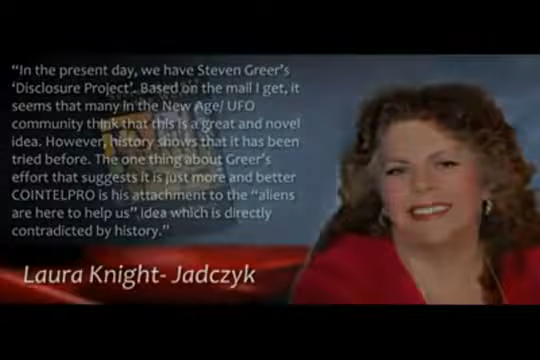 “In the present day, we have Steven Greer’s
‘Disclosure Project’. Based on the mail I get, it
seems that many in the New Age/ UFO
community think that this is a great and novel
idea. However, history shows that it has been
tried before. The one thing about Greer’s
effort that suggests it is just more and better
COINTELPRO is his attachment to the “aliens
are here to help us” idea which is directly
contradicted by history.”
Laura Knight- Jadczyk